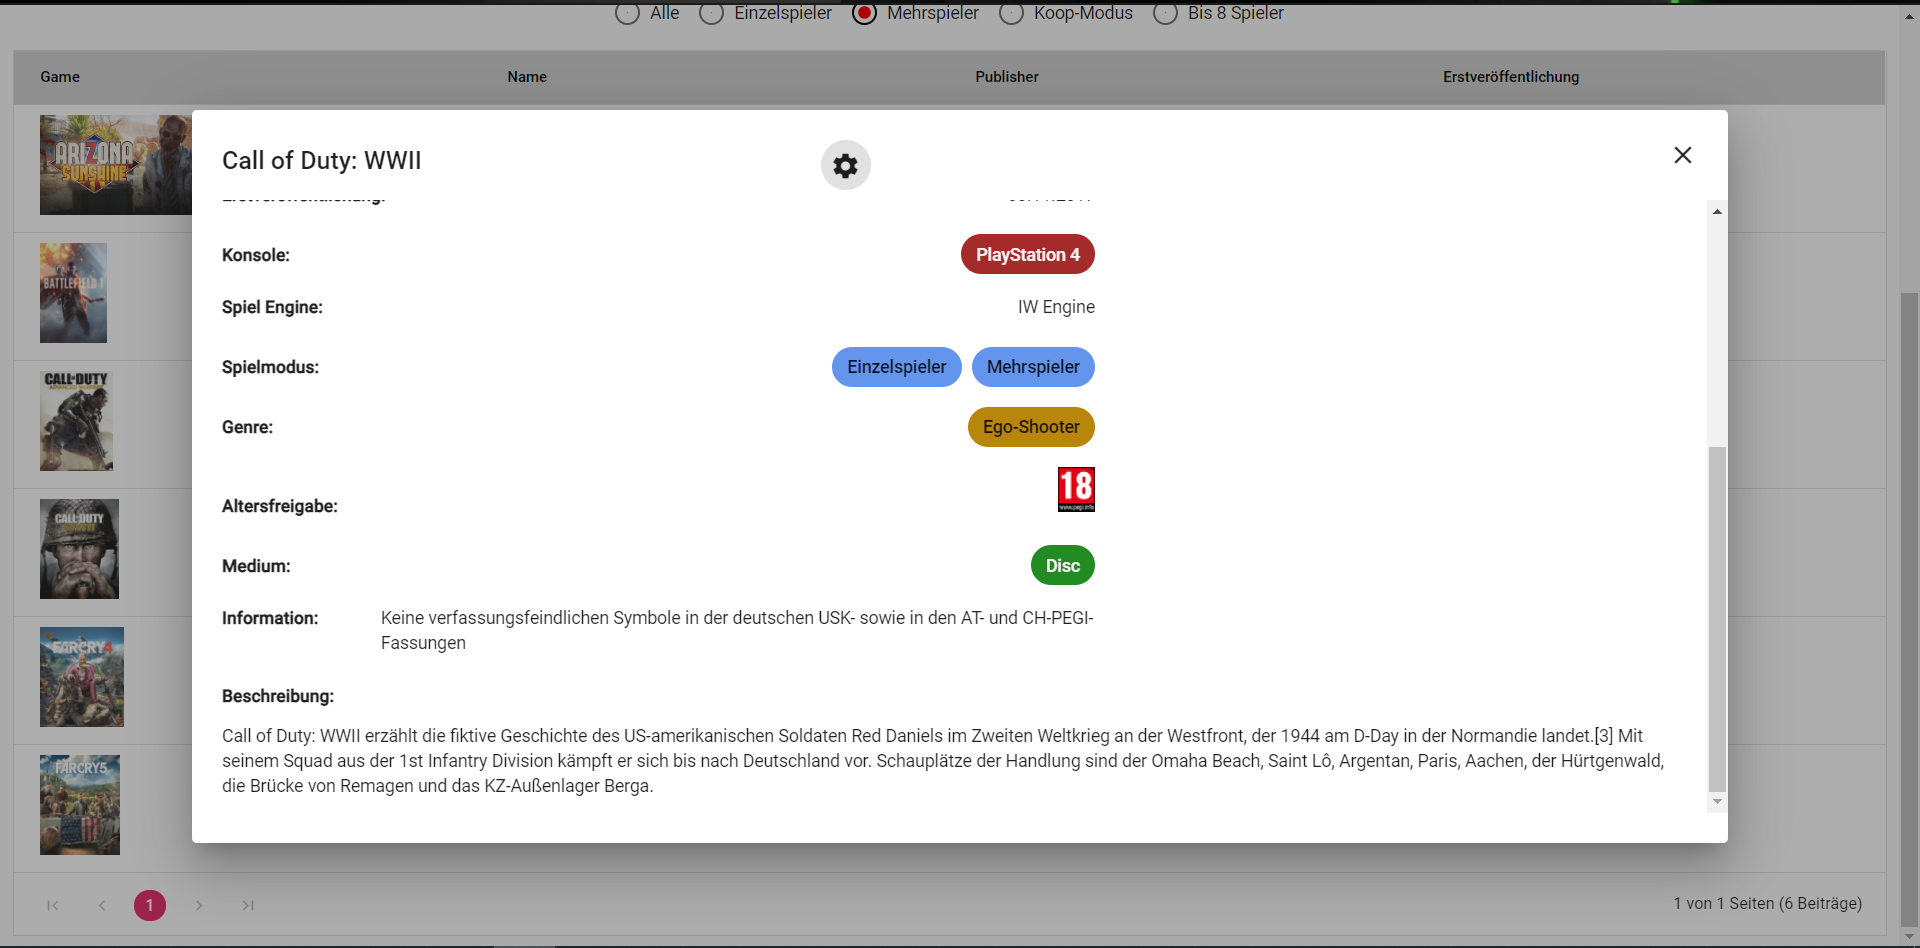 Alle Einzelspieler Mehrspieler Koop-Modus Bis 8 Spieler
Game Name Publisher Erstveröffentlichung
ARIZONA
SUNSHINE
BATTLEFIELD 1
CALL OF DUTY
ADVANCED WARFARE
CALL OF DUTY
WWII
FARCRY 4
FARCRY 5
Call of Duty: WWII
Erstveröffentlichung:
Konsole: PlayStation 4
Spiel Engine: IW Engine
Spielmodus: Einzelspieler Mehrspieler
Genre: Ego-Shooter
Altersfreigabe: 18
www.pegi.info
Medium: Disc
Information: Keine verfassungsfeindlichen Symbole in der deutschen USK- sowie in den AT- und CH-PEGI-
Fassungen
Beschreibung:
Call of Duty: WWII erzählt die fiktive Geschichte des US-amerikanischen Soldaten Red Daniels im Zweiten Weltkrieg an der Westfront, der 1944 am D-Day in der Normandie landet.[3] Mit
seinem Squad aus der 1st Infantry Division kämpft er sich bis nach Deutschland vor. Schauplätze der Handlung sind der Omaha Beach, Saint Lô, Argentan, Paris, Aachen, der Hürtgenwald,
die Brücke von Remagen und das KZ-Außenlager Berga.
1
1 von 1 Seiten (6 Beiträge)